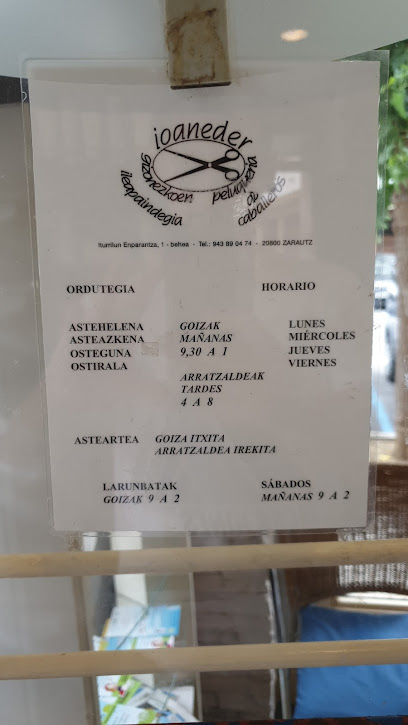 ioaneder
gizonezkoen
ileapaindegia
peluquería
de
caballeros
Iturritun Enparantza, 1 - behea - Tel.: 943 89 04 74 - 20800 ZARAUTZ
ORDUTEGIA HORARIO
ASTEHELENA GOIZAK LUNES
ASTEAZKENA MAÑANAS MIÉRCOLES
OSTEGUNA 9,30 A 1 JUEVES
OSTIRALA VIERNES
ARRATZALDEAK
TARDES
4 A 8
ASTEARTEA GOIZA ITXITA
ARRATZALDEA IREKITA
LARUNBATAK SÁBADOS
GOIZAK 9 A 2 MAÑANAS 9 A 2